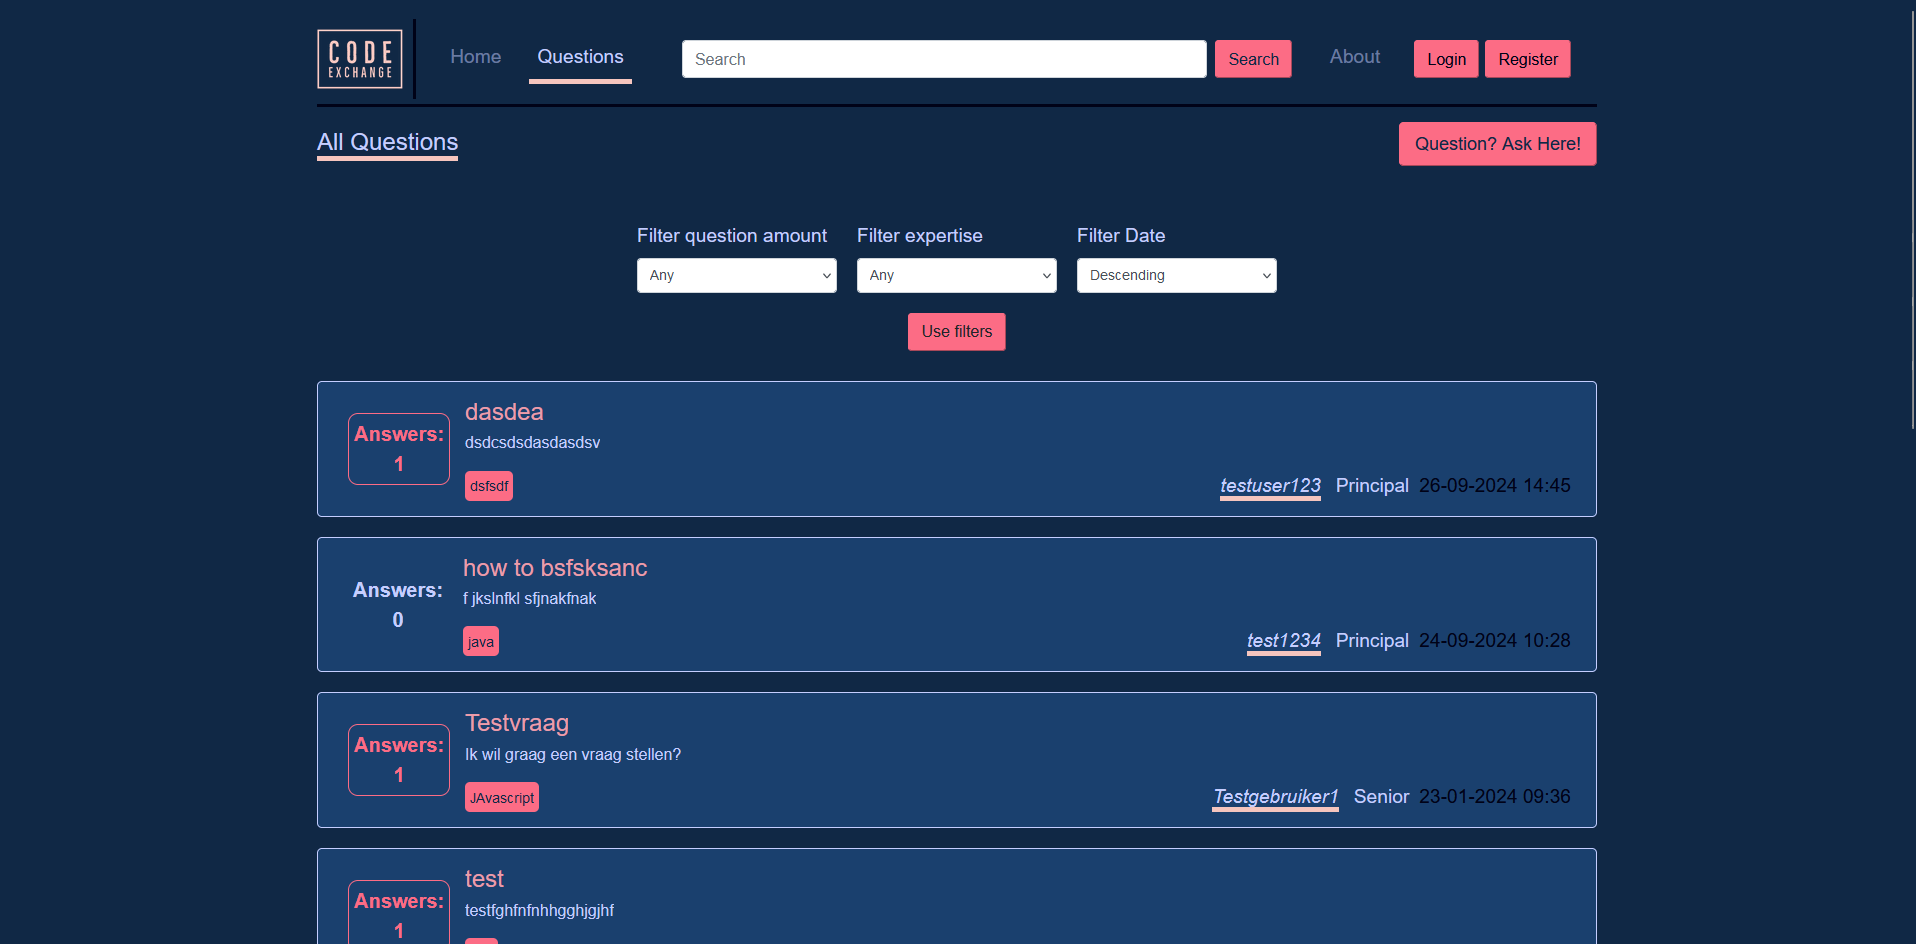 CODE
EXCHANGE
Home
Questions
Search
Search
About
Login
Register
All Questions
Question? Ask Here!
Filter question amount
Filter expertise
Filter Date
Any
Any
Descending
Use filters
Answers:
1
dasdea
dsdcsdsdasdasdsv
dsfsdf
testuser123 Principal 26-09-2024 14:45
Answers:
0
how to bsfsksanc
f jkslnfkl sfjnakfnak
java
test1234 Principal 24-09-2024 10:28
Answers:
1
Testvraag
Ik wil graag een vraag stellen?
JAvascript
Testgebruiker1 Senior 23-01-2024 09:36
Answers:
1
test
testfghfnfnhhgghjgjhf